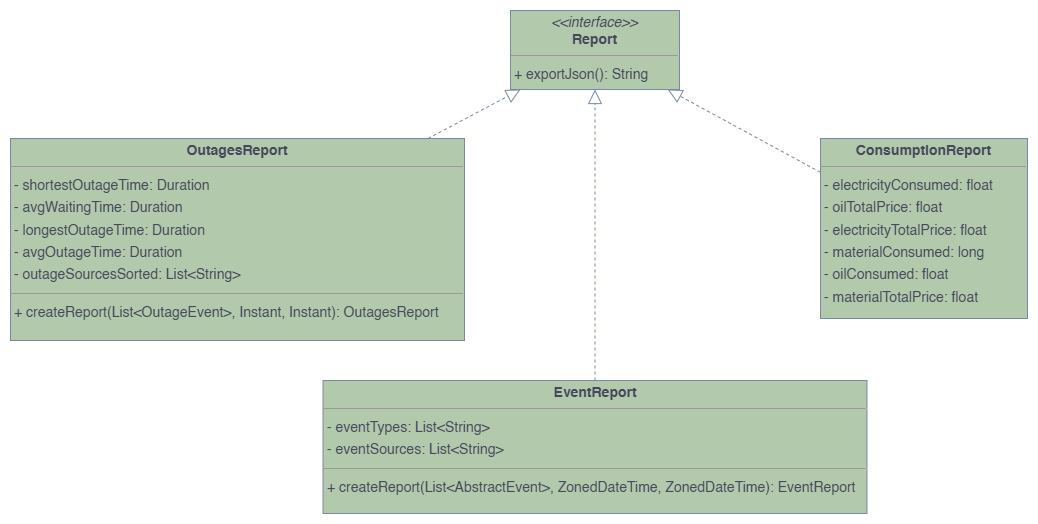 <<interface>>
Report
+ exportJson(): String
OutagesReport
- shortestOutageTime: Duration
- avgWaitingTime: Duration
- longestOutageTime: Duration
- avgOutageTime: Duration
- outageSourcesSorted: List<String>
+ createReport(List<OutageEvent>, Instant, Instant): OutagesReport
ConsumptionReport
- electricityConsumed: float
- oilTotalPrice: float
- electricityTotalPrice: float
- materialConsumed: long
- oilConsumed: float
- materialTotalPrice: float
EventReport
- eventTypes: List<String>
- eventSources: List<String>
+ createReport(List<AbstractEvent>, ZonedDateTime, ZonedDateTime): EventReport